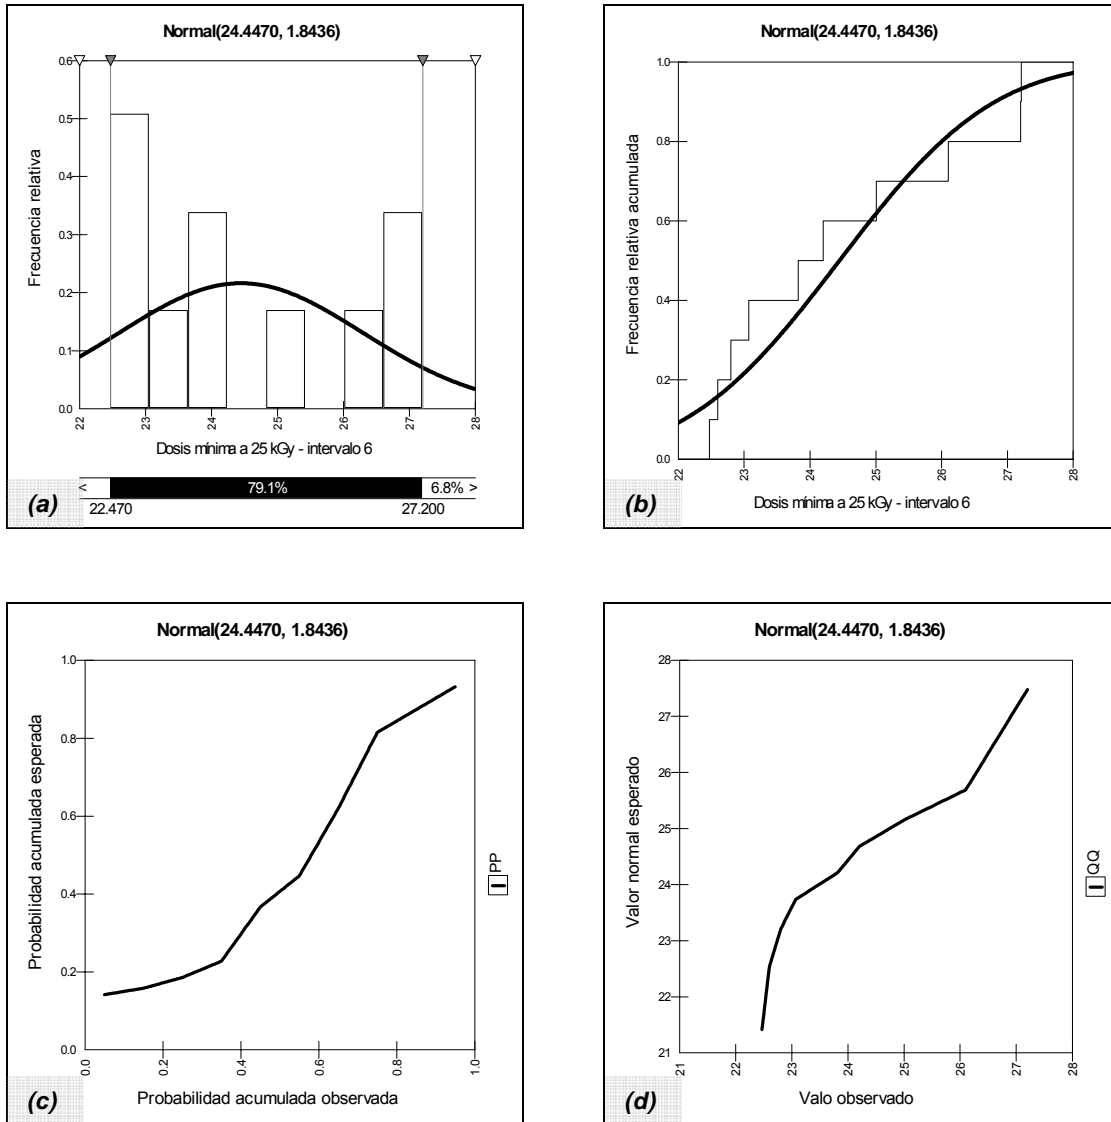 Normal(24.4470, 1.8436)
Frecuencia relativa
0.6
0.5
0.4
0.3
0.2
0.1
0.0
22
23
24
25
26
27
28
Dosis mínima a 25 kGy - intervalo 6
< 79.1% 6.8% >
22.470 27.200
(a)
Normal(24.4470, 1.8436)
Frecuencia relativa acumulada
1.0
0.8
0.6
0.4
0.2
0.0
22
23
24
25
26
27
28
Dosis mínima a 25 kGy - intervalo 6
(b)
Normal(24.4470, 1.8436)
Probabilidad acumulada esperada
1.0
0.8
0.6
0.4
0.2
0.0
0.0
0.2
0.4
0.6
0.8
1.0
Probabilidad acumulada observada
PP
(c)
Normal(24.4470, 1.8436)
Valor normal esperado
28
27
26
25
24
23
22
21
21
22
23
24
25
26
27
28
Valo observado
QQ
(d)